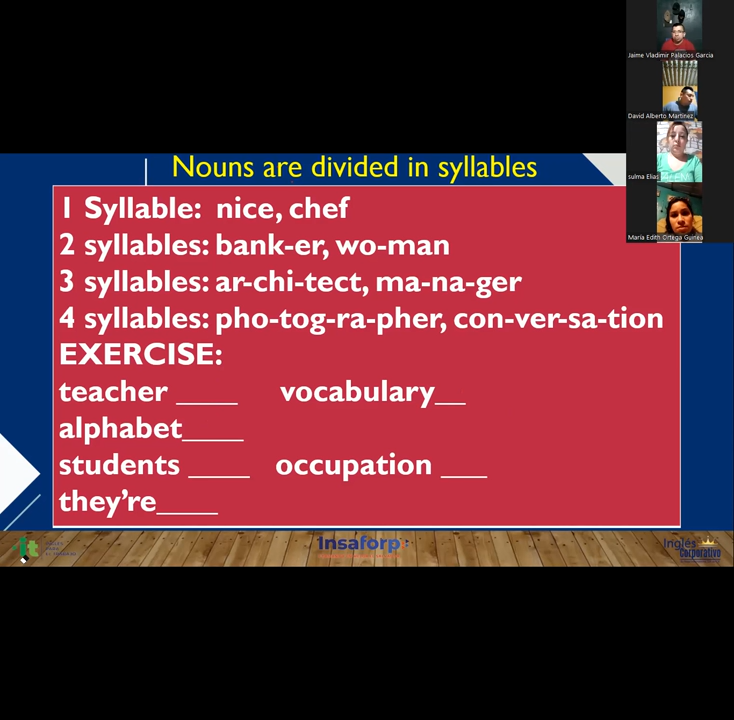 Jaime Vladimir Palacios Garcia
David Alberto Martinez
sulma Elias
María Edith Ortega Guinea
Nouns are divided in syllables
1 Syllable: nice, chef
2 syllables: bank-er, wo-man
3 syllables: ar-chi-tect, ma-na-ger
4 syllables: pho-tog-ra-pher, con-ver-sa-tion
EXERCISE:
teacher ____ vocabulary__
alphabet____
students ____ occupation ___
they're____
Insaforp
Inglés
Corporativo